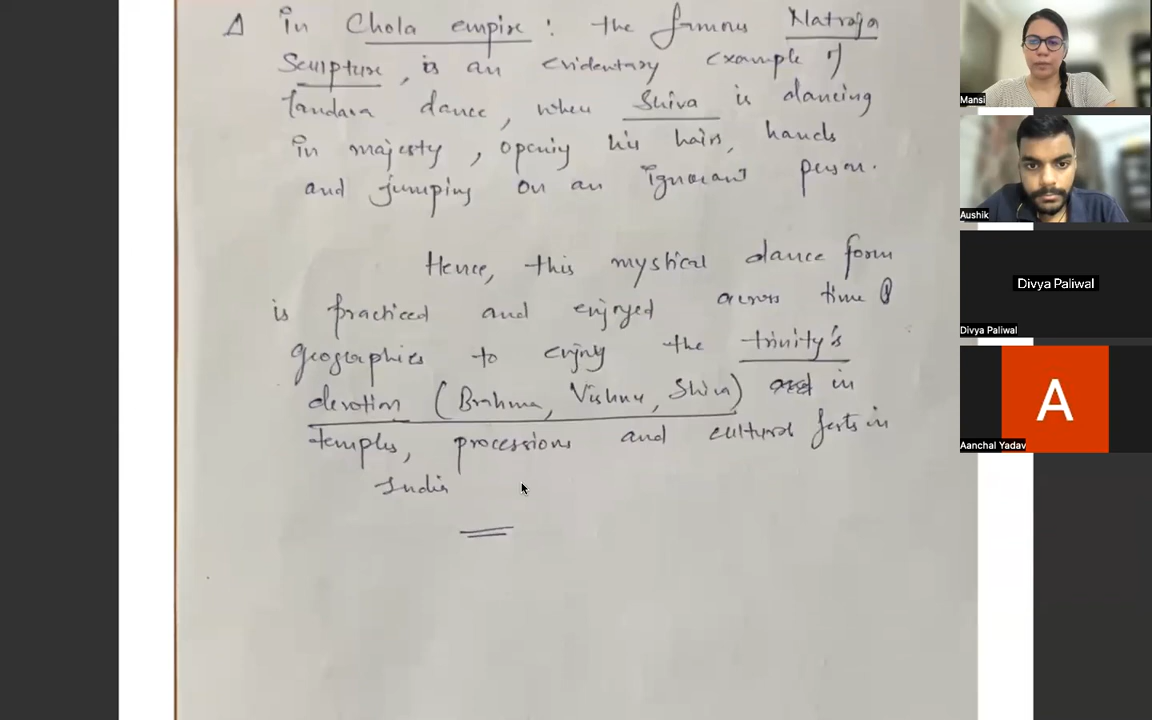 Δ In Chola empire : the famous Natraja
Sculpture, is an evidentary example of
Tandava dance, when Shiva is dancing
in majesty, opening his hairs, hands
and jumping on an ignorant person.
Hence, this mystical dance form
is practiced and enjoyed across time &
geographies to enjoy the trinity's
devotion (Brahma, Vishnu, Shiva) in
temples, processions and cultural fests in
India
Mansi
Aushik
Divya Paliwal
Divya Paliwal
A
Aanchal Yadav